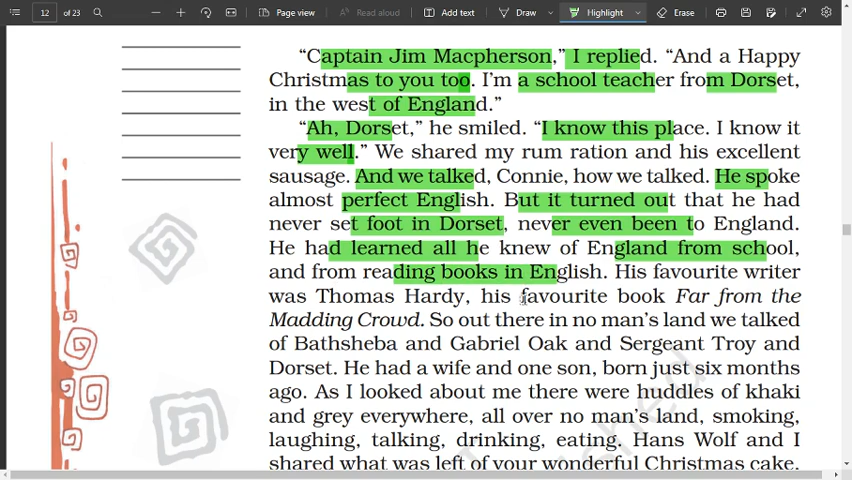 12 of 23
Page view
Read aloud
Add text
Draw
Highlight
Erase
“Captain Jim Macpherson,” I replied. “And a Happy
Christmas to you too. I’m a school teacher from Dorset,
in the west of England.”
“Ah, Dorset,” he smiled. “I know this place. I know it
very well.” We shared my rum ration and his excellent
sausage. And we talked, Connie, how we talked. He spoke
almost perfect English. But it turned out that he had
never set foot in Dorset, never even been to England.
He had learned all he knew of England from school,
and from reading books in English. His favourite writer
was Thomas Hardy, his favourite book Far from the
Madding Crowd. So out there in no man’s land we talked
of Bathsheba and Gabriel Oak and Sergeant Troy and
Dorset. He had a wife and one son, born just six months
ago. As I looked about me there were huddles of khaki
and grey everywhere, all over no man’s land, smoking,
laughing, talking, drinking, eating. Hans Wolf and I
shared what was left of your wonderful Christmas cake,